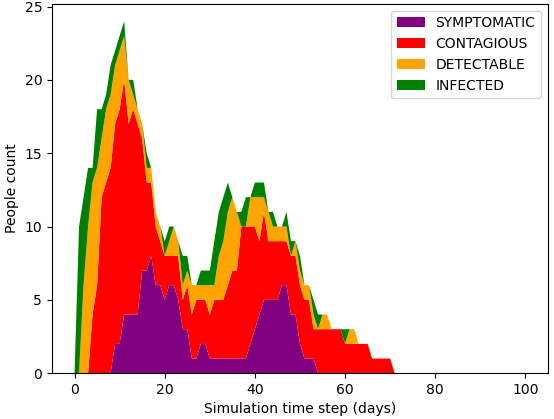 25
20
15
10
5
0
People count
0 20 40 60 80 100
Simulation time step (days)
SYMPTOMATIC
CONTAGIOUS
DETECTABLE
INFECTED